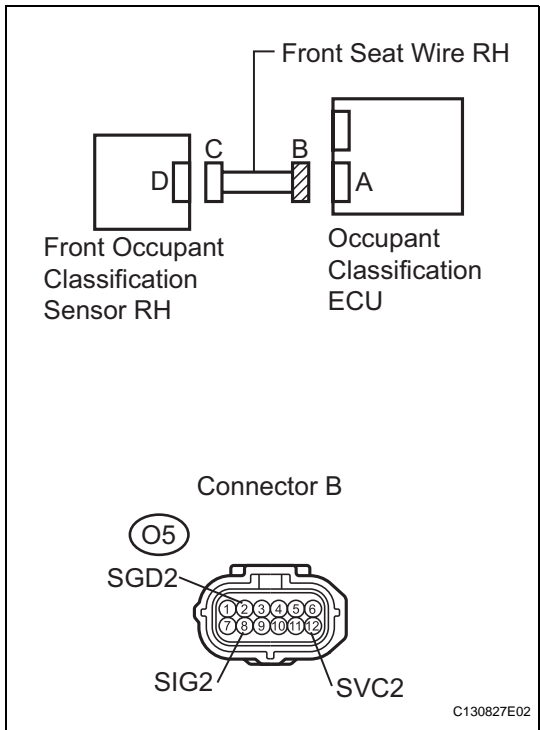 Front Seat Wire RH
C
B
D
A
Front Occupant
Classification
Sensor RH
Occupant
Classification
ECU
Connector B
O5
SGD2
1 2 3 4 5 6
7 8 9 10 11 12
SIG2
SVC2
C130827E02